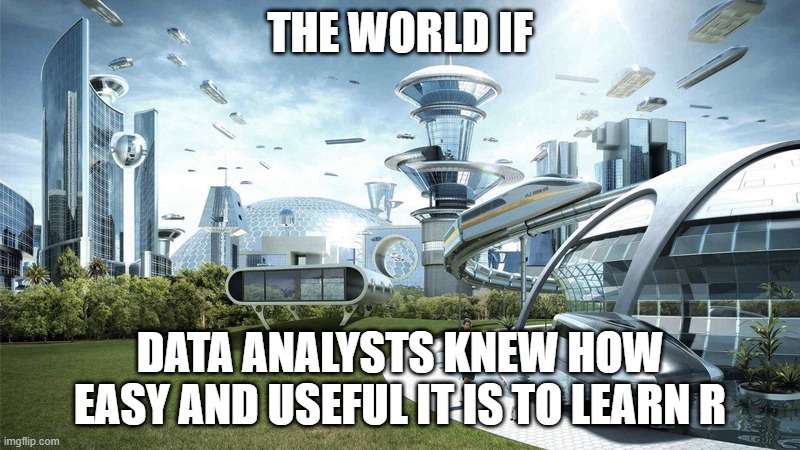 THE WORLD IF
DATA ANALYSTS KNEW HOW
EASY AND USEFUL IT IS TO LEARN R
imgflip.com